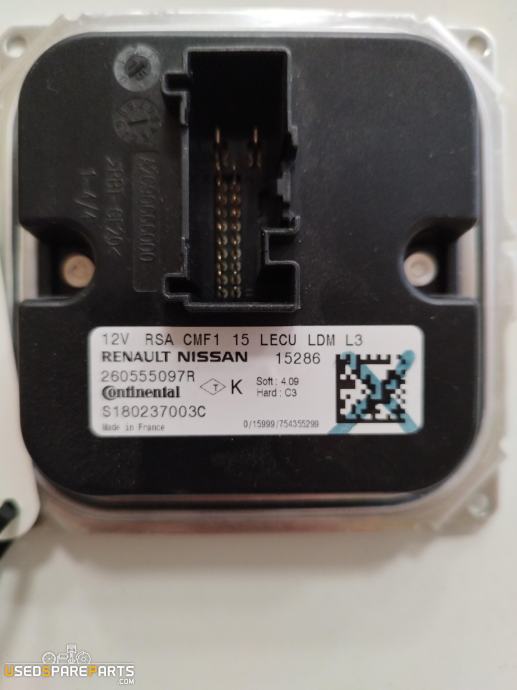 12V RSA CMF1 15 LECU LDM L3
RENAULT NISSAN 15286
260555097R K Soft : 4.09
Continental Hard : C3
S180237003C
Made in France 0/15999/754355299
USEDSPAREPARTS
.COM